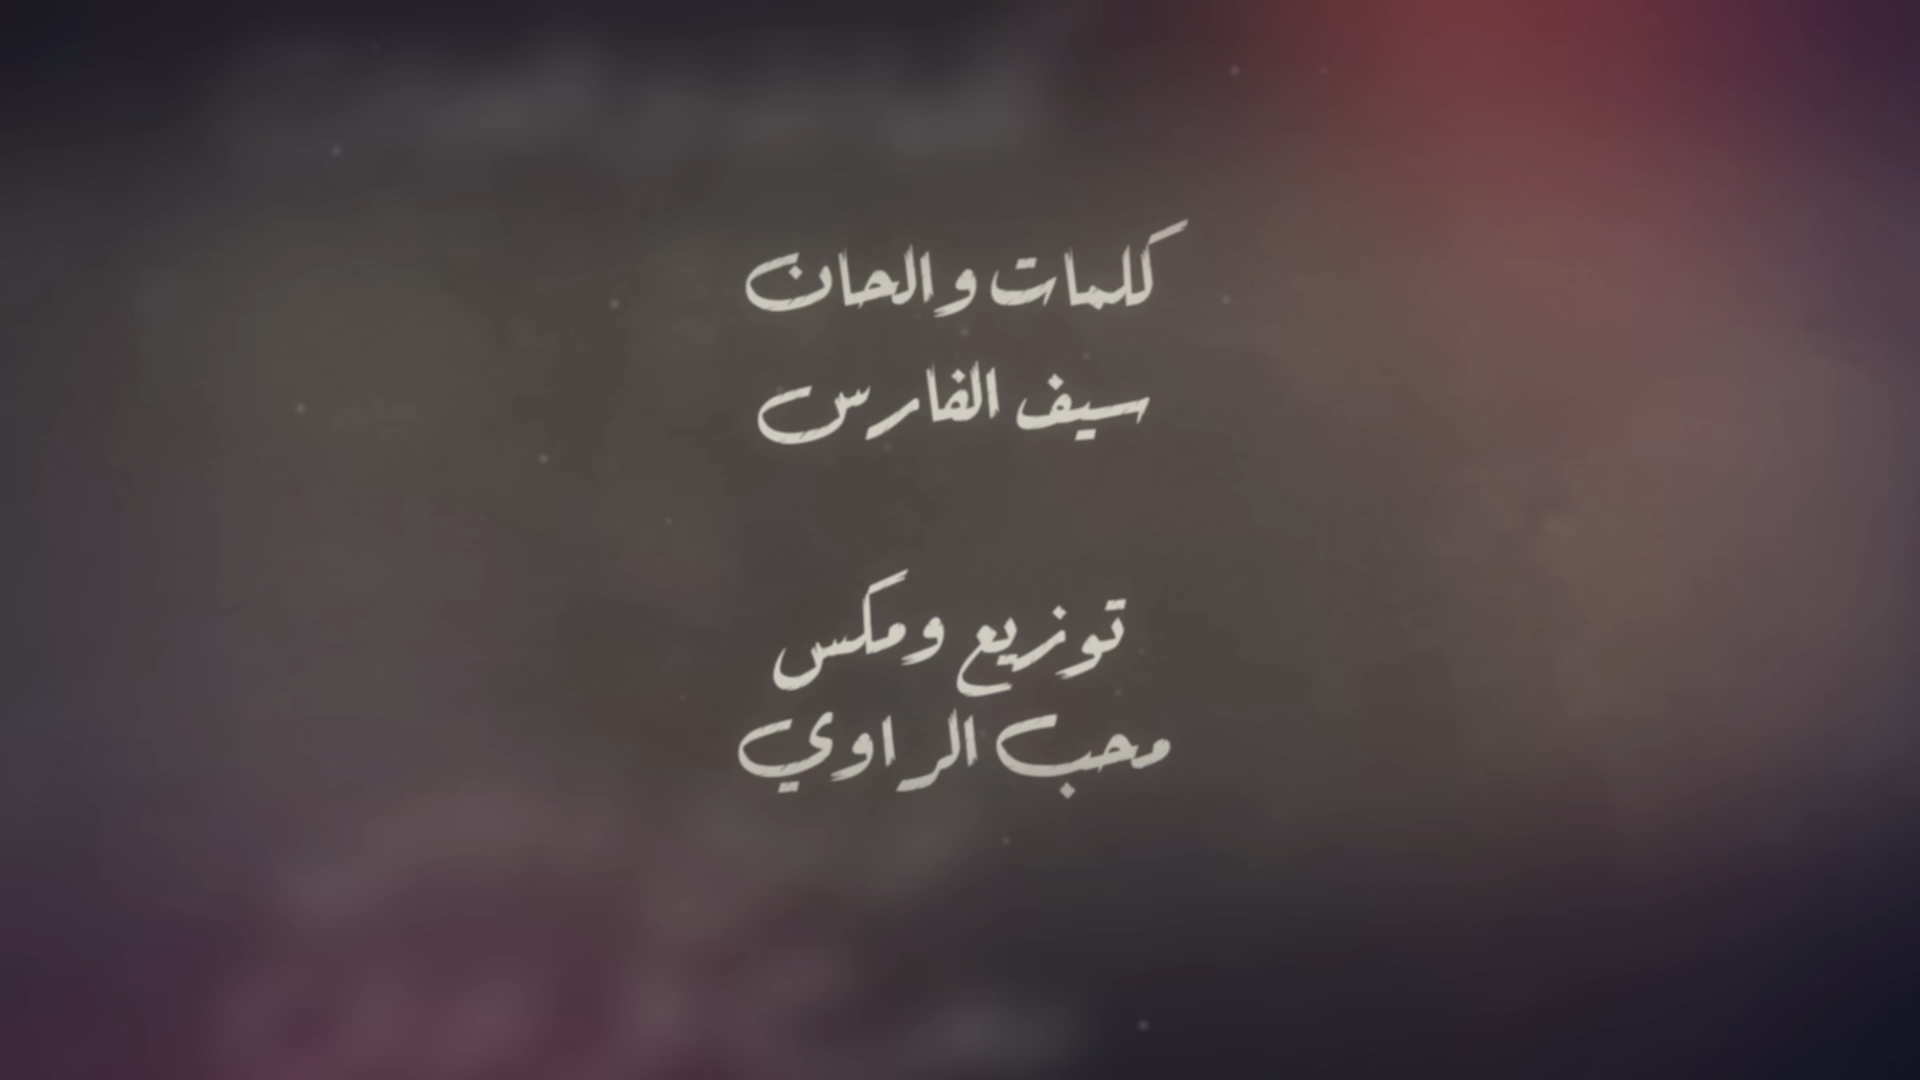 كلمات والحان
سيف الفارس
توزيع ومكس
محب الراوي